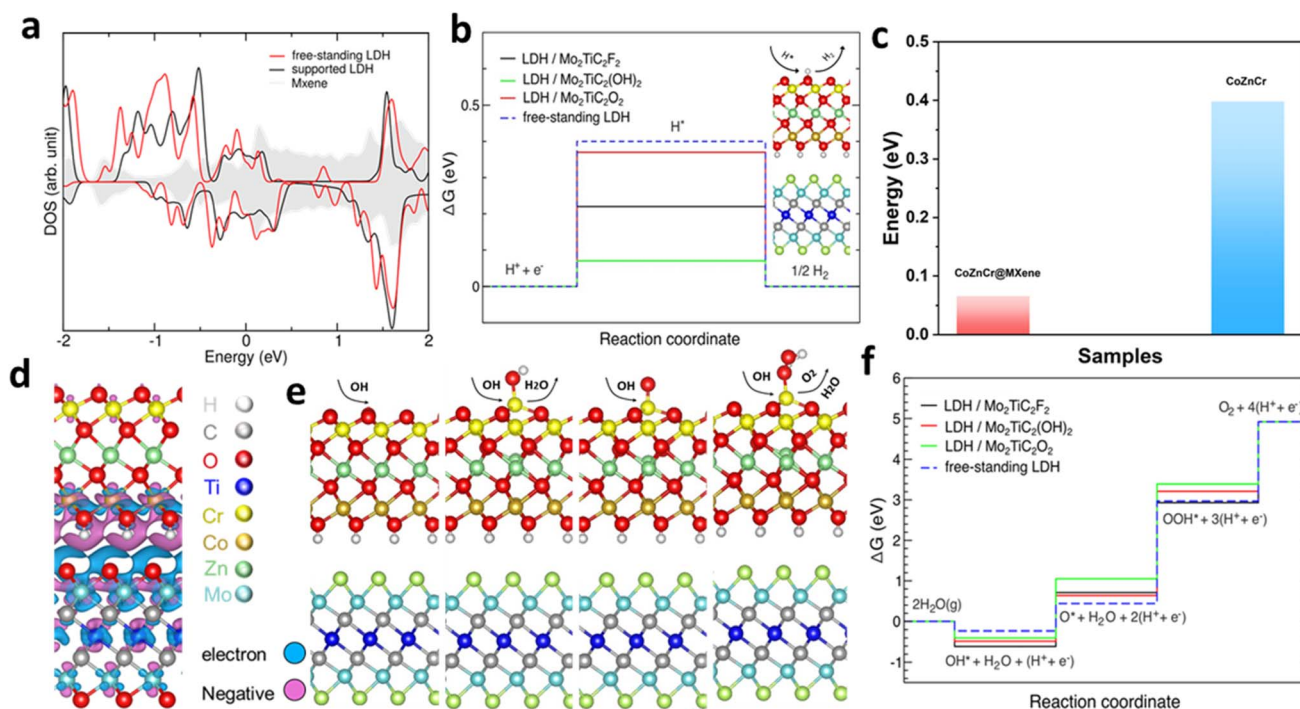 a
free-standing LDH
supported LDH
Mxene
DOS (arb. unit)
-2
-1
0
1
2
Energy (eV)
b
LDH / Mo₂TiC₂F₂
LDH / Mo₂TiC₂(OH)₂
LDH / Mo₂TiC₂O₂
free-standing LDH
H*
H₂
0.5
0
ΔG (eV)
H*
H⁺ + e⁻
1/2 H₂
Reaction coordinate
c
0.5
0.4
0.3
0.2
0.1
0.0
Energy (eV)
CoZnCr
CoZnCr@MXene
Samples
d
H
C
O
Ti
Cr
Co
Zn
Mo
electron
Negative
e
OH
OH
H2O
OH
OH
O₂
H2O
f
6
5
4
3
2
1
0
-1
ΔG (eV)
LDH / Mo₂TiC₂F₂
LDH / Mo₂TiC₂(OH)₂
LDH / Mo₂TiC₂O₂
free-standing LDH
O₂ + 4(H⁺ + e⁻)
OOH* + 3(H⁺ + e⁻)
2H₂O(g)
O* + H₂O + 2(H⁺ + e⁻)
OH* + H₂O + (H⁺ + e⁻)
Reaction coordinate